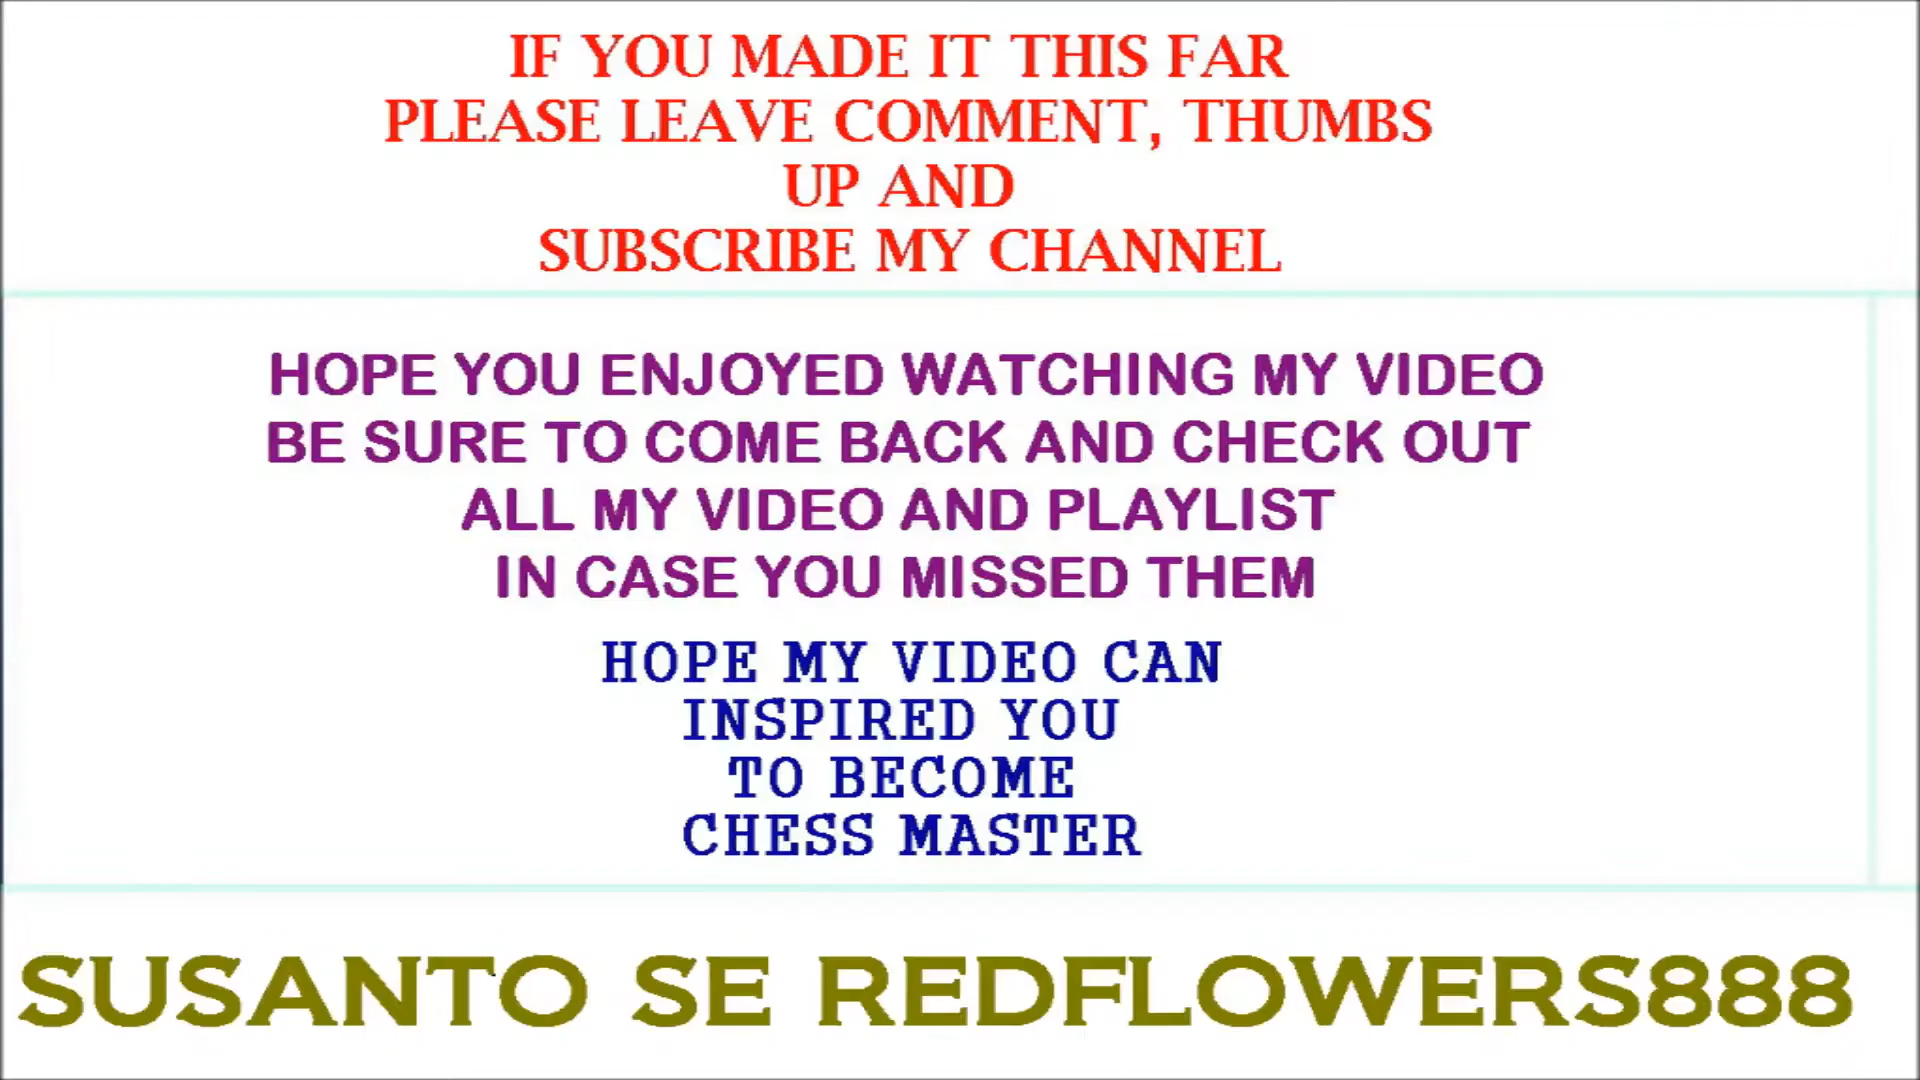 IF YOU MADE IT THIS FAR
PLEASE LEAVE COMMENT, THUMBS
UP AND
SUBSCRIBE MY CHANNEL
HOPE YOU ENJOYED WATCHING MY VIDEO
BE SURE TO COME BACK AND CHECK OUT
ALL MY VIDEO AND PLAYLIST
IN CASE YOU MISSED THEM
HOPE MY VIDEO CAN
INSPIRED YOU
TO BECOME
CHESS MASTER
SUSANTO SE REDFLOWERS888